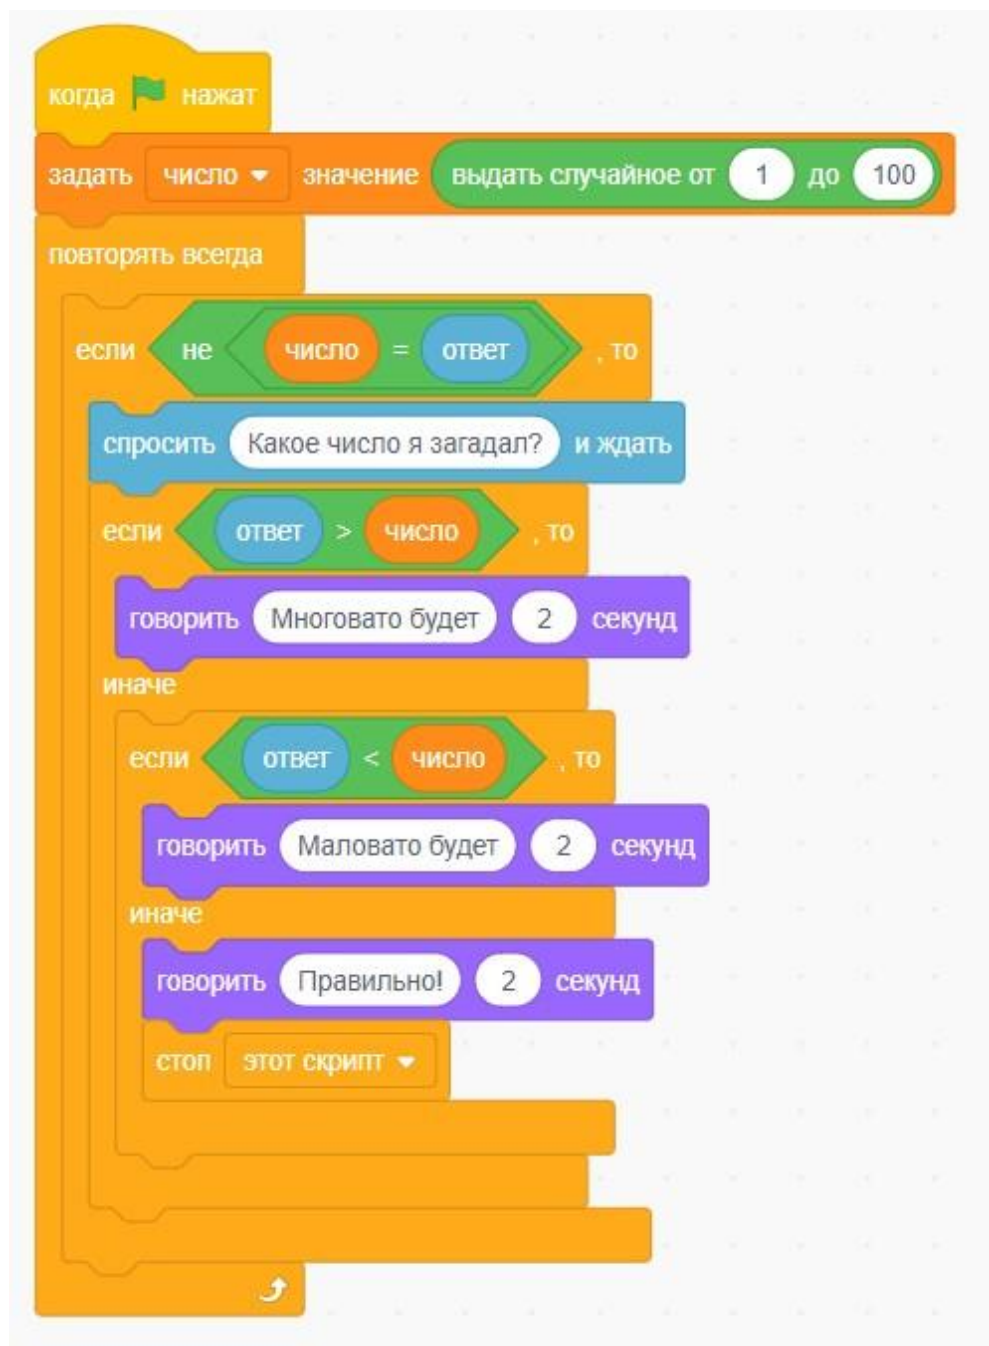 когда нажат
задать число значение выдать случайное от 1 до 100
повторять всегда
если не число = ответ , то
спросить Какое число я загадал? и ждать
если ответ > число , то
говорить Многовато будет 2 секунд
иначе
если ответ < число , то
говорить Маловато будет 2 секунд
иначе
говорить Правильно! 2 секунд
стоп этот скрипт